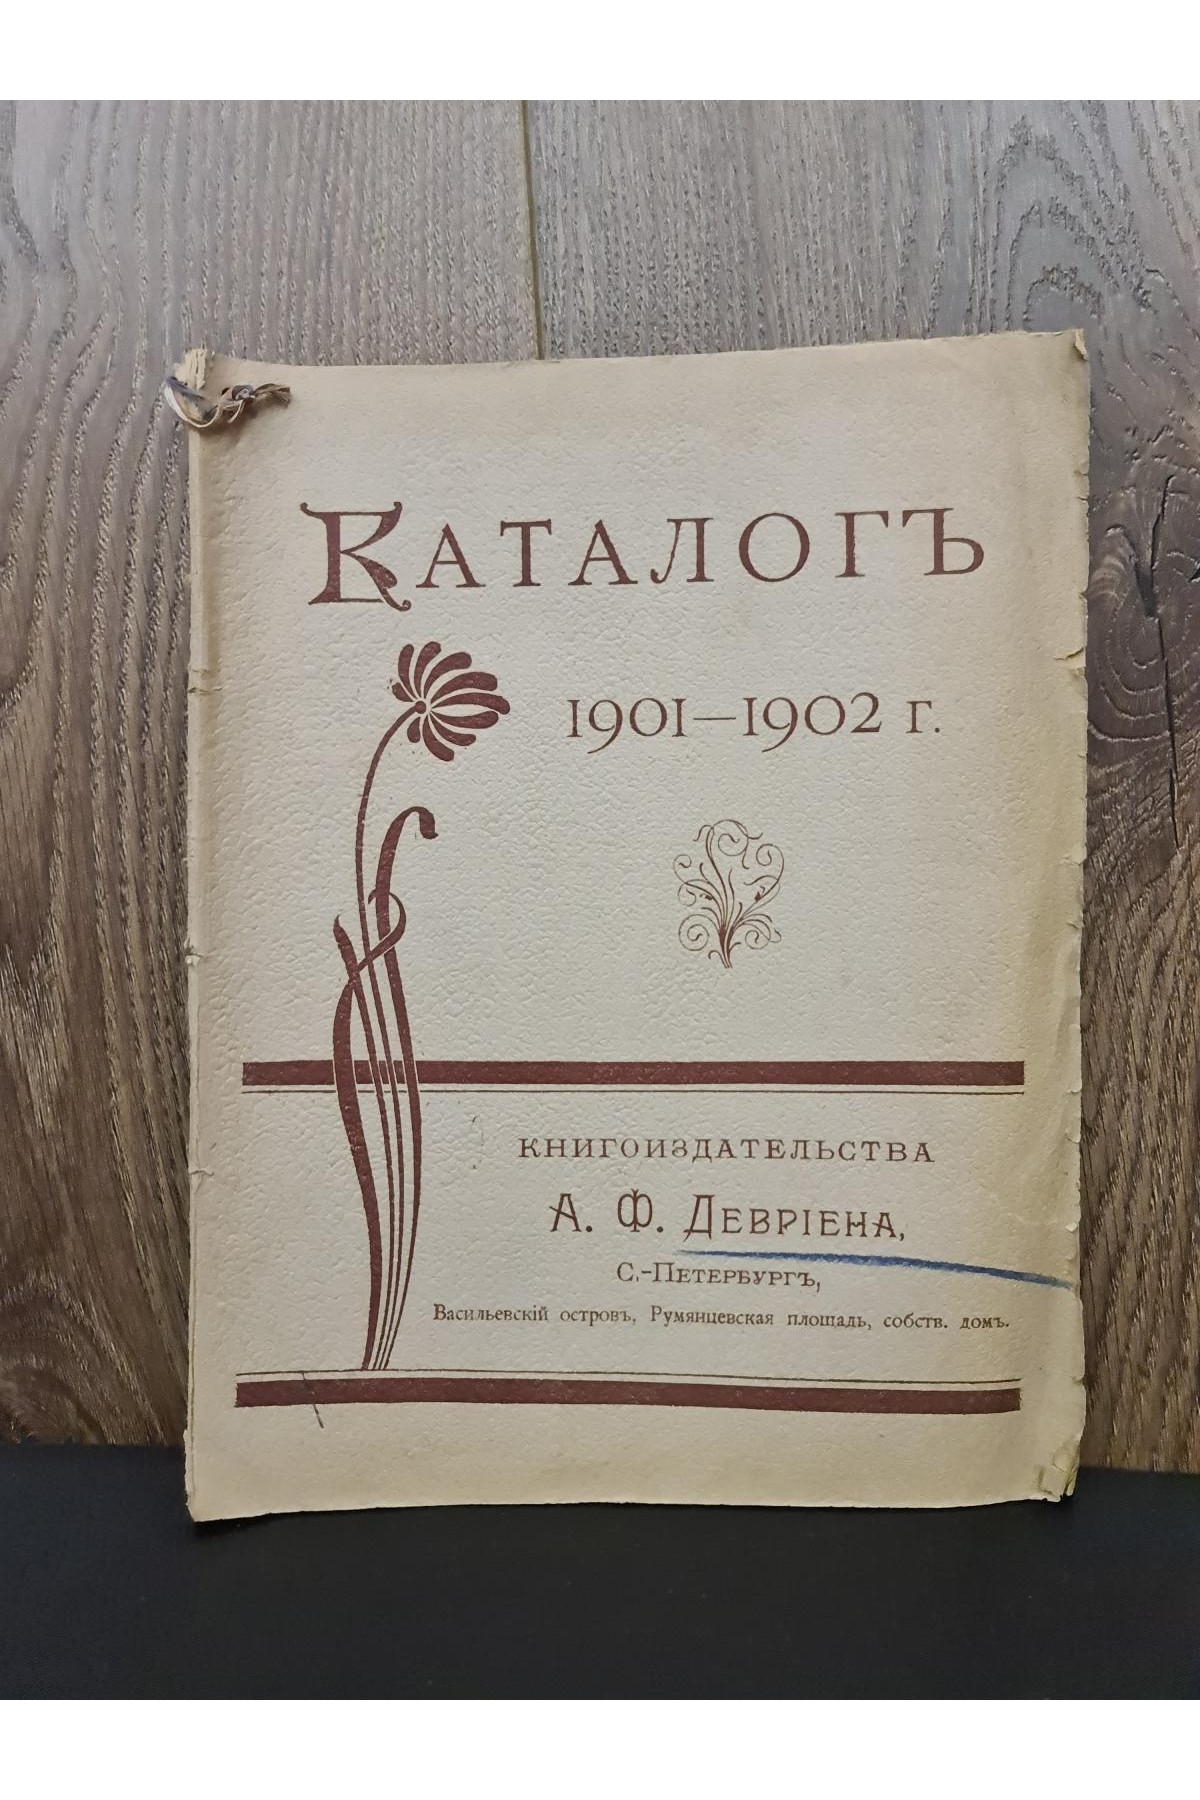 Каталогъ
1901—1902 г.
книгоиздательства
А. Ф. Девріена,
С.-Петербургъ,
Васильевскій островъ, Румянцевская площадь, собств. домъ.